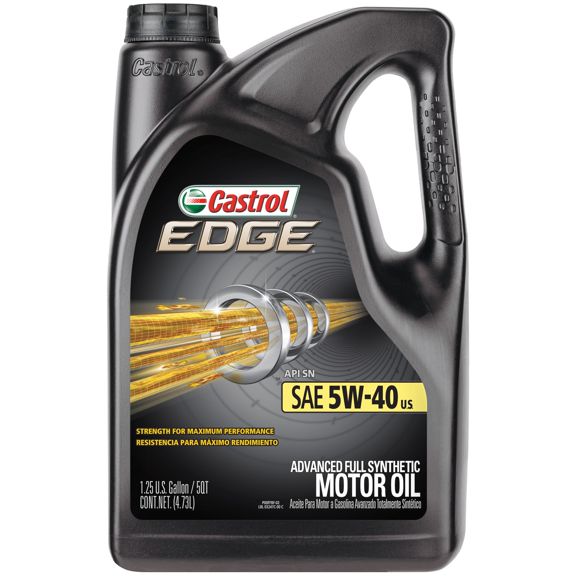 Castrol
Castrol
EDGE
API SN
SAE 5W-40 U.S.
STRENGTH FOR MAXIMUM PERFORMANCE
RESISTENCIA PARA MÁXIMO RENDIMIENTO
ADVANCED FULL SYNTHETIC
MOTOR OIL
Aceite Para Motor a Gasolina Avanzado Totalmente Sintético
1.25 U.S. Gallon / 5QT
CONT.NET. (4.73L)